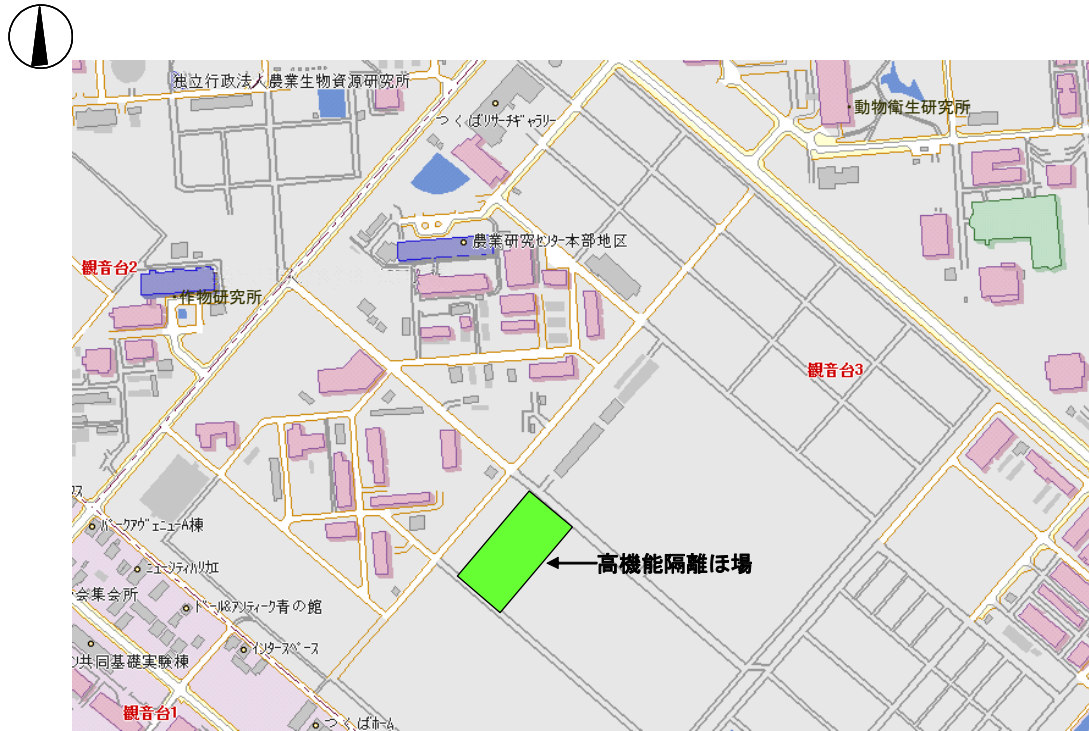 独立行政法人農業生物資源研究所
つくばリサーチギャラリー
動物衛生研究所
農業研究センター本部地区
観音台2
作物研究所
観音台3
高機能隔離ほ場
パークアヴェニューA棟
ニューシティハリカI
会集会所
ドール&アンティーク青の館
インタースペース
共同基礎実験棟
観音台1
つくばホーム